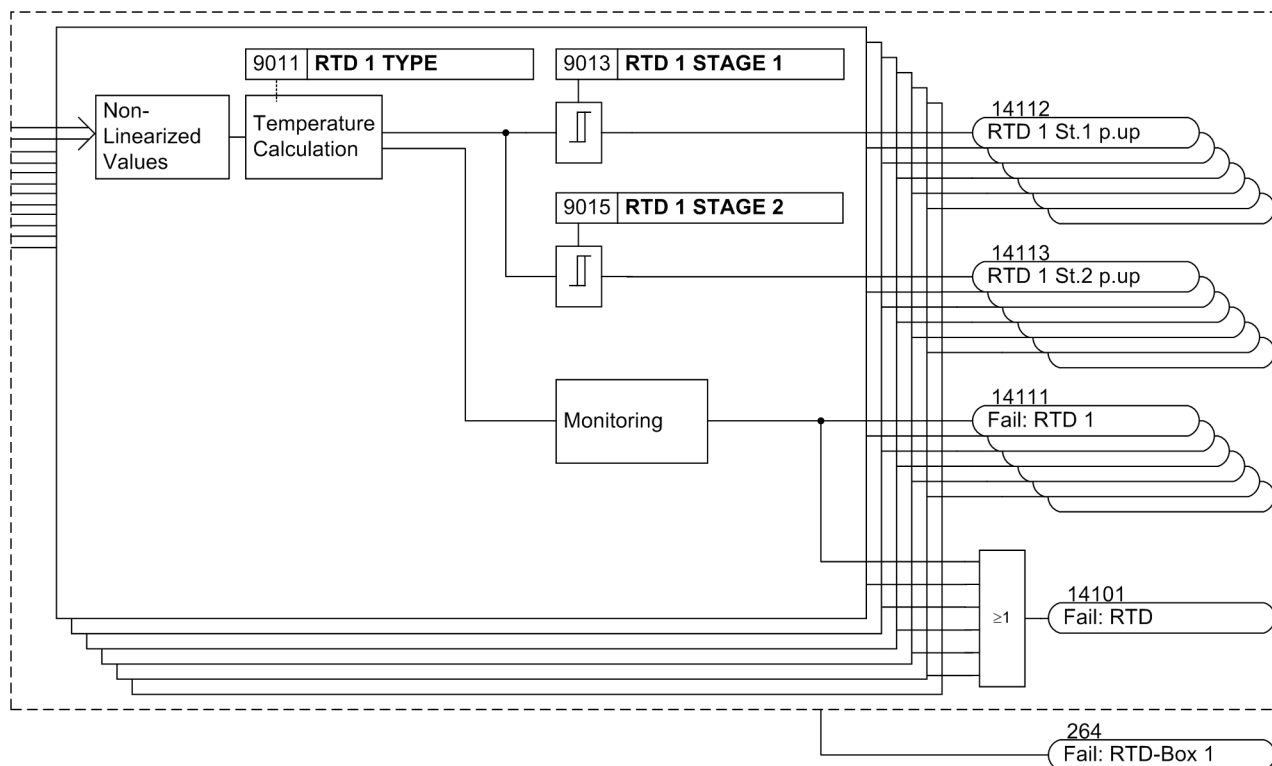 9011 RTD 1 TYPE
9013 RTD 1 STAGE 1
Non-
Linearized
Values
Temperature
Calculation
14112
RTD 1 St.1 p.up
9015 RTD 1 STAGE 2
14113
RTD 1 St.2 p.up
Monitoring
14111
Fail: RTD 1
≥1
14101
Fail: RTD
264
Fail: RTD-Box 1